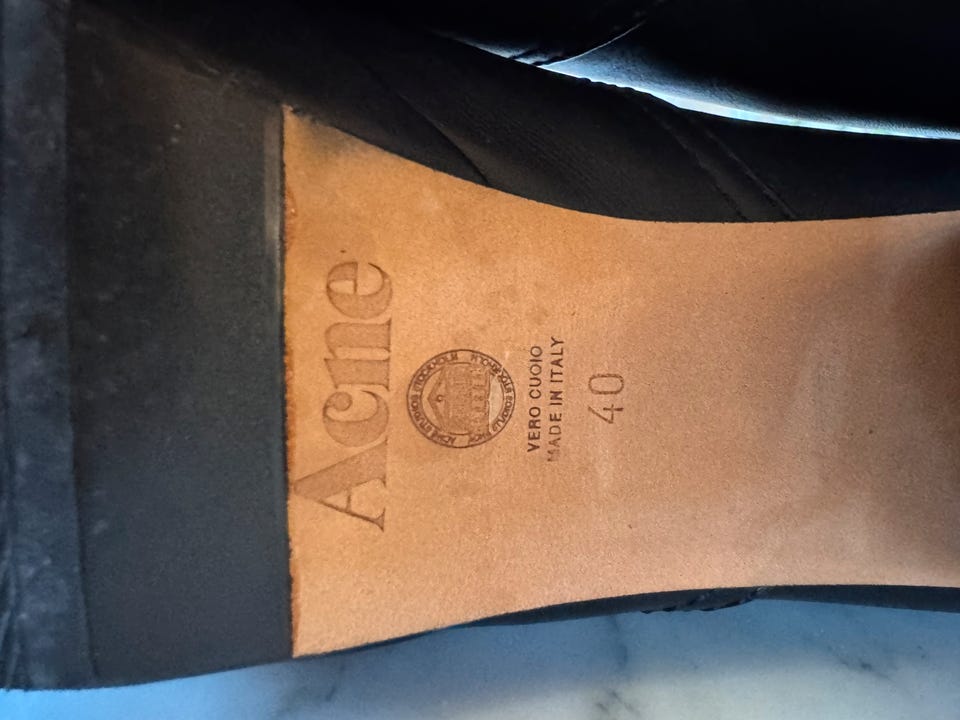 Acne
VERO CUOIO
MADE IN ITALY
40